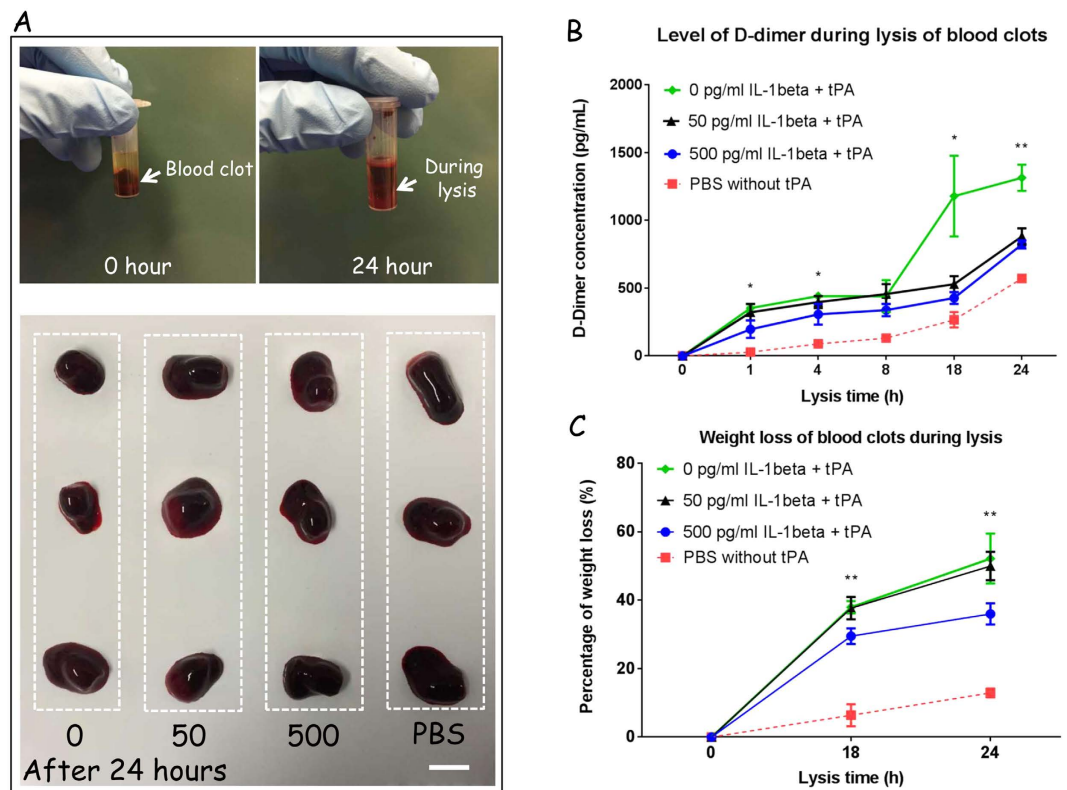 A
Blood clot
0 hour
During
lysis
24 hour
0 50 500 PBS
After 24 hours
B
Level of D-dimer during lysis of blood clots
D-Dimer concentration (pg/mL)
2000
1500
1000
500
0
0 pg/ml IL-1beta + tPA
50 pg/ml IL-1beta + tPA
500 pg/ml IL-1beta + tPA
PBS without tPA
* * * **
0 1 4 8 18 24
Lysis time (h)
C
Weight loss of blood clots during lysis
Percentage of weight loss (%)
80
60
40
20
0
0 pg/ml IL-1beta + tPA
50 pg/ml IL-1beta + tPA
500 pg/ml IL-1beta + tPA
PBS without tPA
** **
0 18 24
Lysis time (h)